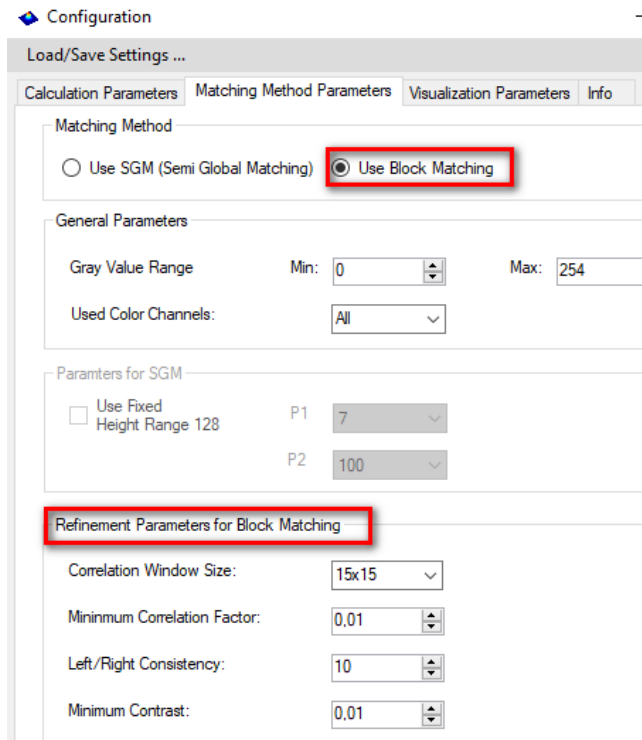 Configuration
Load/Save Settings ...
Calculation Parameters Matching Method Parameters Visualization Parameters Info
Matching Method
Use SGM (Semi Global Matching) Use Block Matching
General Parameters
Gray Value Range Min: 0 Max: 254
Used Color Channels: All
Paramters for SGM
Use Fixed
Height Range 128 P1 7
P2 100
Refinement Parameters for Block Matching
Correlation Window Size: 15x15
Mininmum Correlation Factor: 0,01
Left/Right Consistency: 10
Minimum Contrast: 0,01